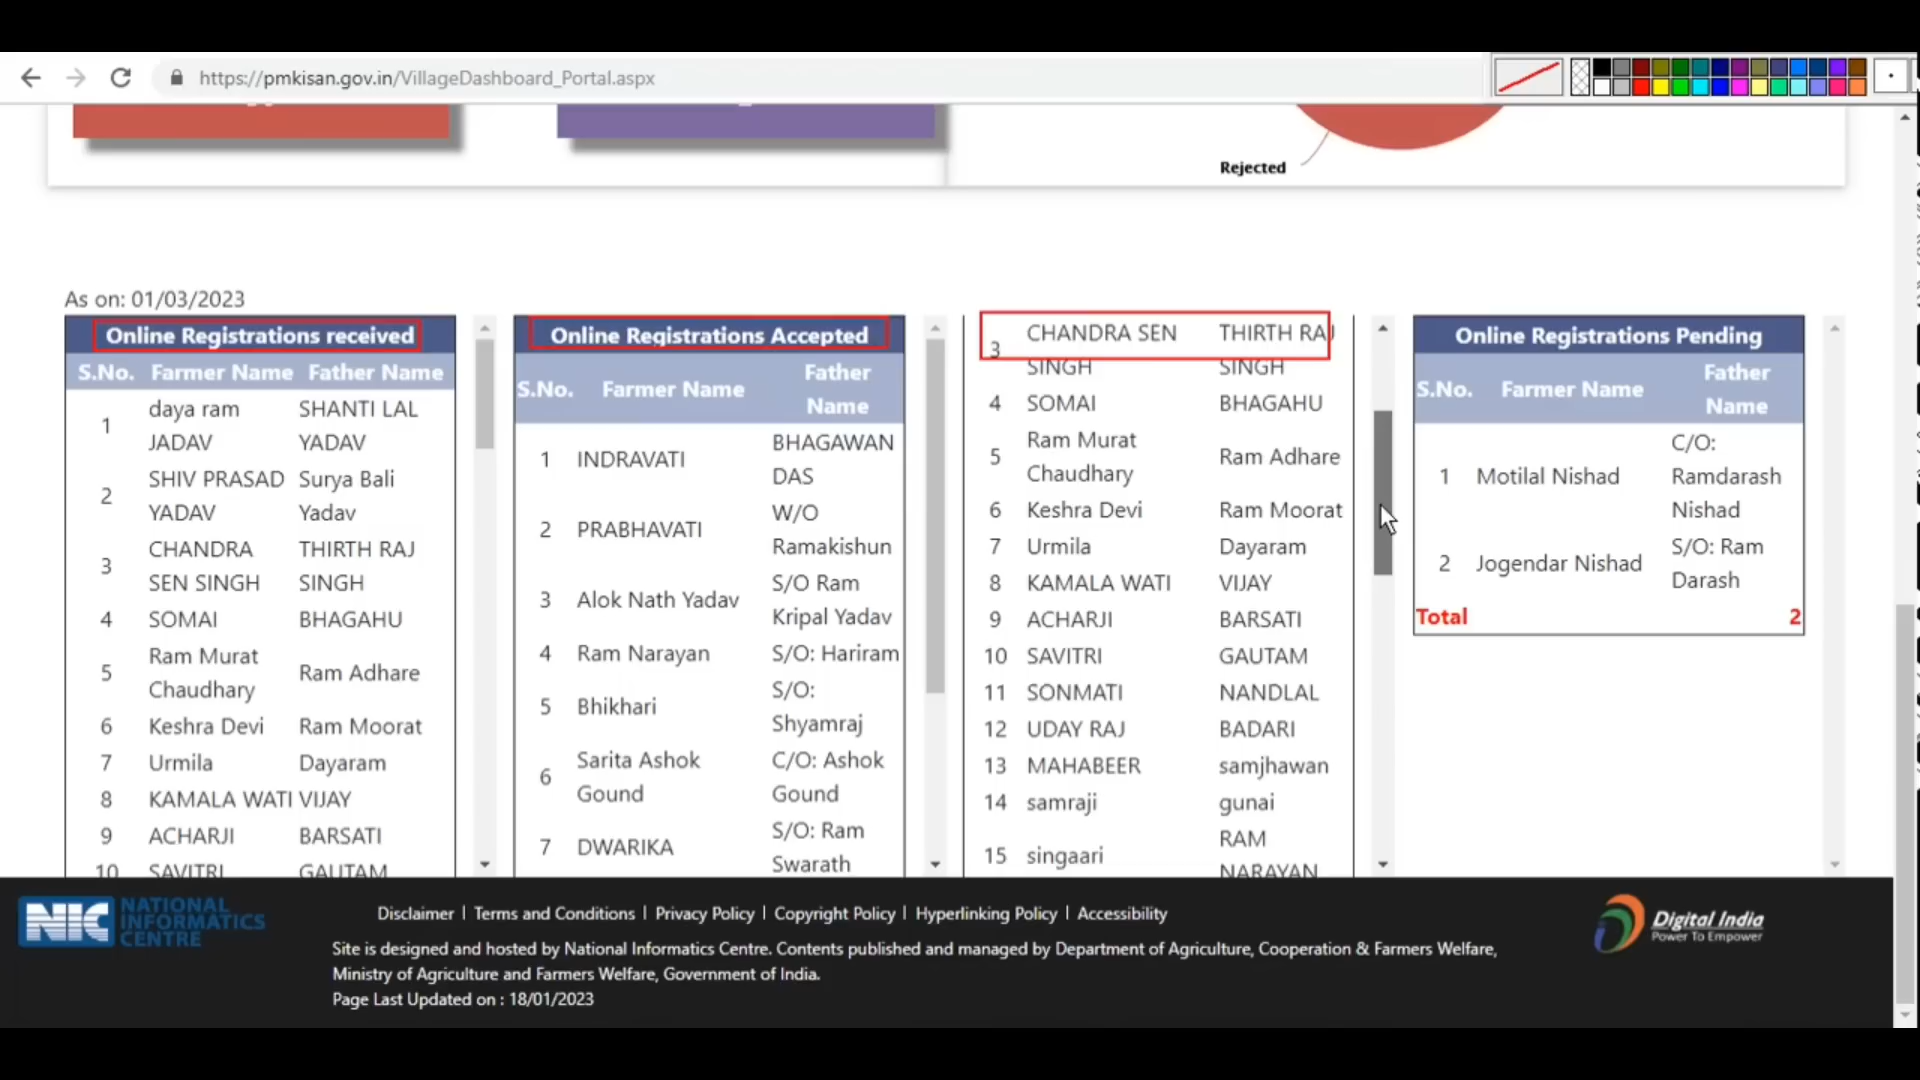 https://pmkisan.gov.in/VillageDashboard_Portal.aspx
Rejected
As on: 01/03/2023
Online Registrations received
S.No. Farmer Name Father Name
1 daya ram JADAV SHANTI LAL YADAV
2 SHIV PRASAD YADAV Surya Bali Yadav
3 CHANDRA SEN SINGH THIRTH RAJ SINGH
4 SOMAI BHAGAHU
5 Ram Murat Chaudhary Ram Adhare
6 Keshra Devi Ram Moorat
7 Urmila Dayaram
8 KAMALA WATI VIJAY
9 ACHARJI BARSATI
10 SAVITRI GAUTAM
Online Registrations Accepted
S.No. Farmer Name Father Name
1 INDRAVATI BHAGAWAN DAS
2 PRABHAVATI W/O Ramakishun
3 Alok Nath Yadav S/O Ram Kripal Yadav
4 Ram Narayan S/O: Hariram
5 Bhikhari S/O: Shyamraj
6 Sarita Ashok Gound C/O: Ashok Gound
7 DWARIKA S/O: Ram Swarath
3 CHANDRA SEN SINGH THIRTH RAJ SINGH
4 SOMAI BHAGAHU
5 Ram Murat Chaudhary Ram Adhare
6 Keshra Devi Ram Moorat
7 Urmila Dayaram
8 KAMALA WATI VIJAY
9 ACHARJI BARSATI
10 SAVITRI GAUTAM
11 SONMATI NANDLAL
12 UDAY RAJ BADARI
13 MAHABEER samjhawan
14 samraji gunai
15 singaari RAM NARAYAN
Online Registrations Pending
S.No. Farmer Name Father Name
1 Motilal Nishad C/O: Ramdarash Nishad
2 Jogendar Nishad S/O: Ram Darash
Total 2
NIC NATIONAL INFORMATICS CENTRE
Disclaimer | Terms and Conditions | Privacy Policy | Copyright Policy | Hyperlinking Policy | Accessibility
Site is designed and hosted by National Informatics Centre. Contents published and managed by Department of Agriculture, Cooperation & Farmers Welfare,
Ministry of Agriculture and Farmers Welfare, Government of India.
Page Last Updated on : 18/01/2023
Digital India
Power To Empower